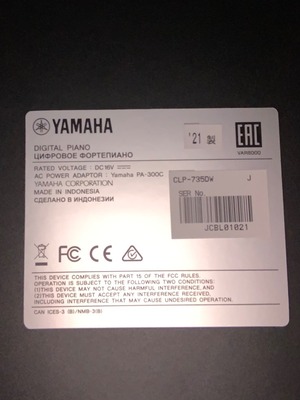 YAMAHA
'21
EAC
VAR8000
DIGITAL PIANO
ЦИФРОВОЕ ФОРТЕПИАНО
RATED VOLTAGE : DC16V
AC POWER ADAPTOR : Yamaha PA-300C
YAMAHA CORPORATION
MADE IN INDONESIA
СДЕЛАНО В ИНДОНЕЗИИ
CLP-735DW J
SER No.
JCBL01021
FC CE
THIS DEVICE COMPLIES WITH PART 15 OF THE FCC RULES.
OPERATION IS SUBJECT TO THE FOLLOWING TWO CONDITIONS:
(1)THIS DEVICE MAY NOT CAUSE HARMFUL INTERFERENCE, AND
(2)THIS DEVICE MUST ACCEPT ANY INTERFERENCE RECEIVED,
INCLUDING INTERFERENCE THAT MAY CAUSE UNDESIRED OPERATION.
CAN ICES-3 (B)/NMB-3(B)